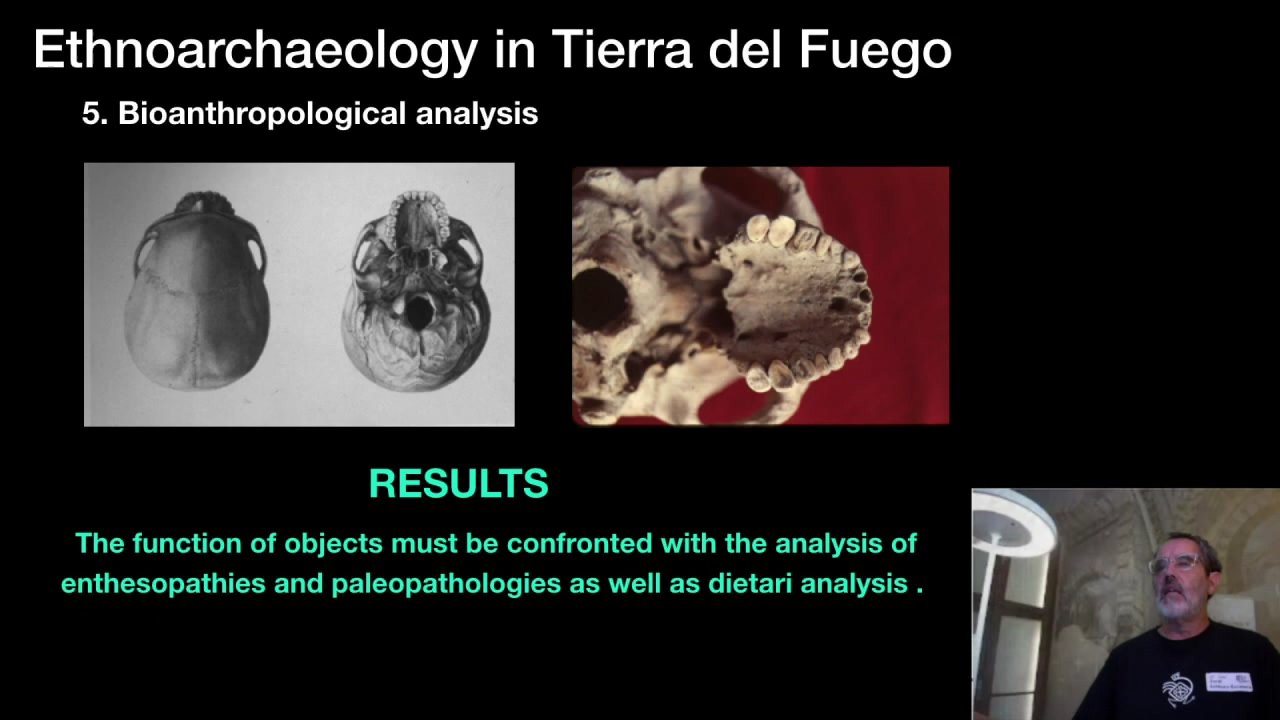 Ethnoarchaeology in Tierra del Fuego
5. Bioanthropological analysis
RESULTS
The function of objects must be confronted with the analysis of
enthesopathies and paleopathologies as well as dietari analysis .